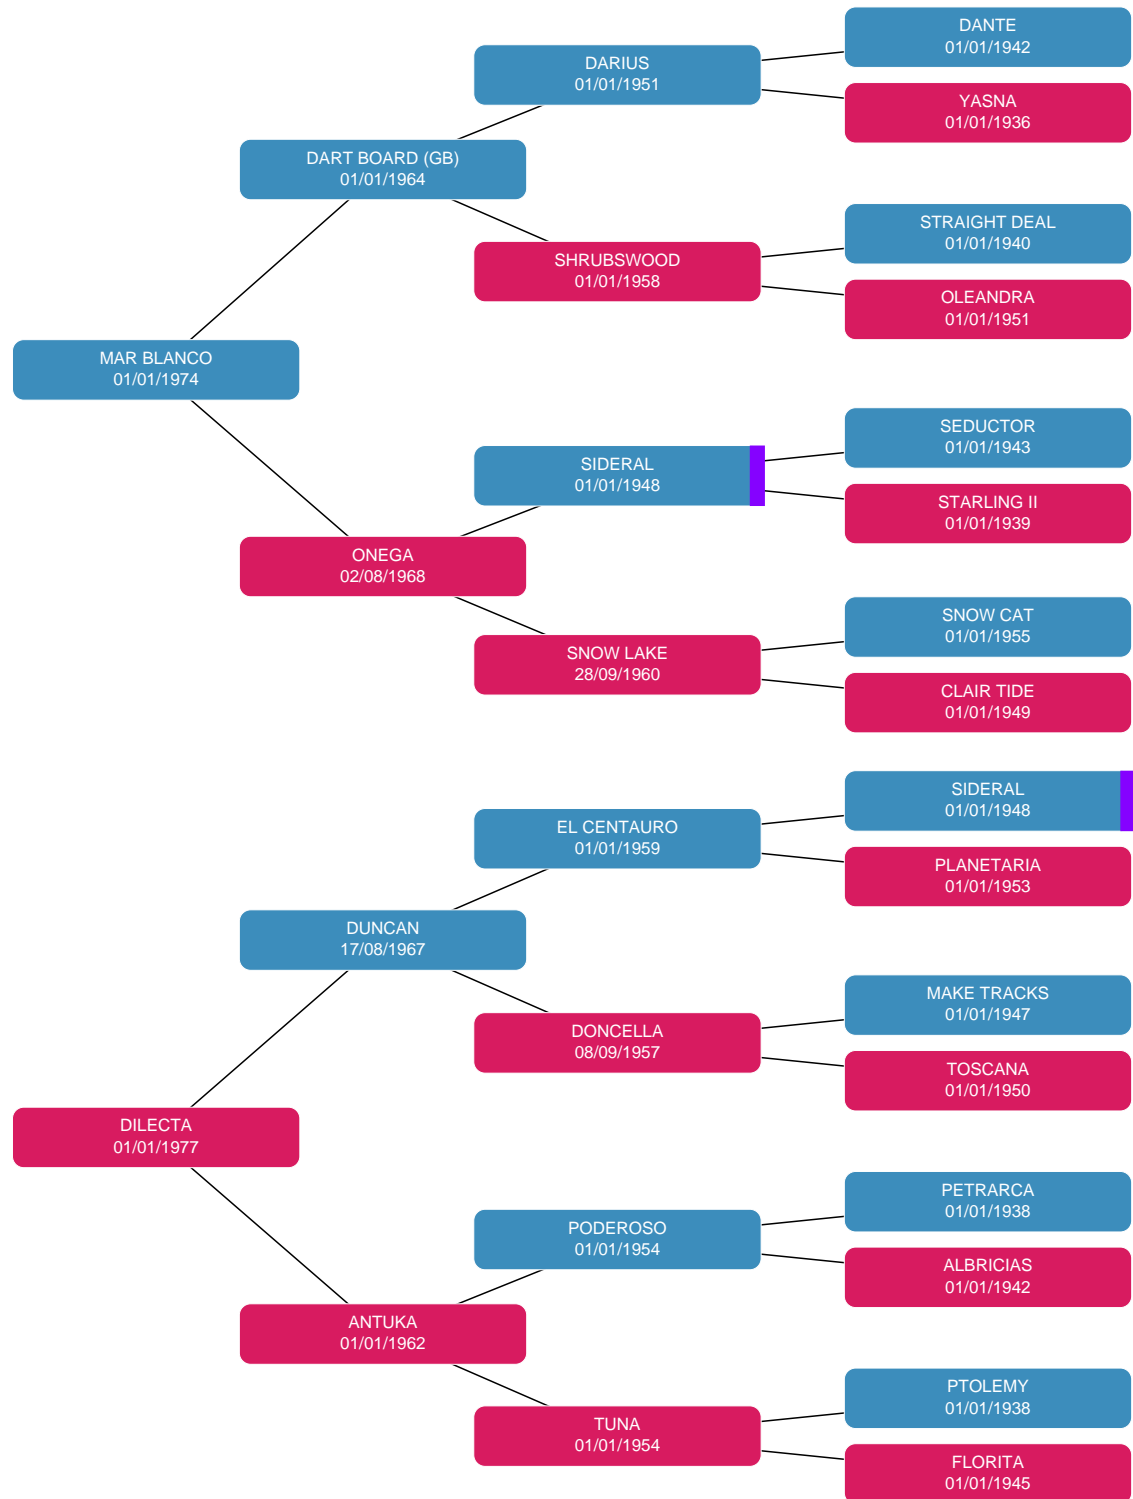 DANTE
01/01/1942
DARIUS
01/01/1951
YASNA
01/01/1936
DART BOARD (GB)
01/01/1964
STRAIGHT DEAL
01/01/1940
SHRUBSWOOD
01/01/1958
OLEANDRA
01/01/1951
MAR BLANCO
01/01/1974
SEDUCTOR
01/01/1943
SIDERAL
01/01/1948
STARLING II
01/01/1939
ONEGA
02/08/1968
SNOW CAT
01/01/1955
SNOW LAKE
28/09/1960
CLAIR TIDE
01/01/1949
SIDERAL
01/01/1948
EL CENTAURO
01/01/1959
PLANETARIA
01/01/1953
DUNCAN
17/08/1967
MAKE TRACKS
01/01/1947
DONCELLA
08/09/1957
TOSCANA
01/01/1950
DILECTA
01/01/1977
PETRARCA
01/01/1938
PODEROSO
01/01/1954
ALBRICIAS
01/01/1942
ANTUKA
01/01/1962
PTOLEMY
01/01/1938
TUNA
01/01/1954
FLORITA
01/01/1945